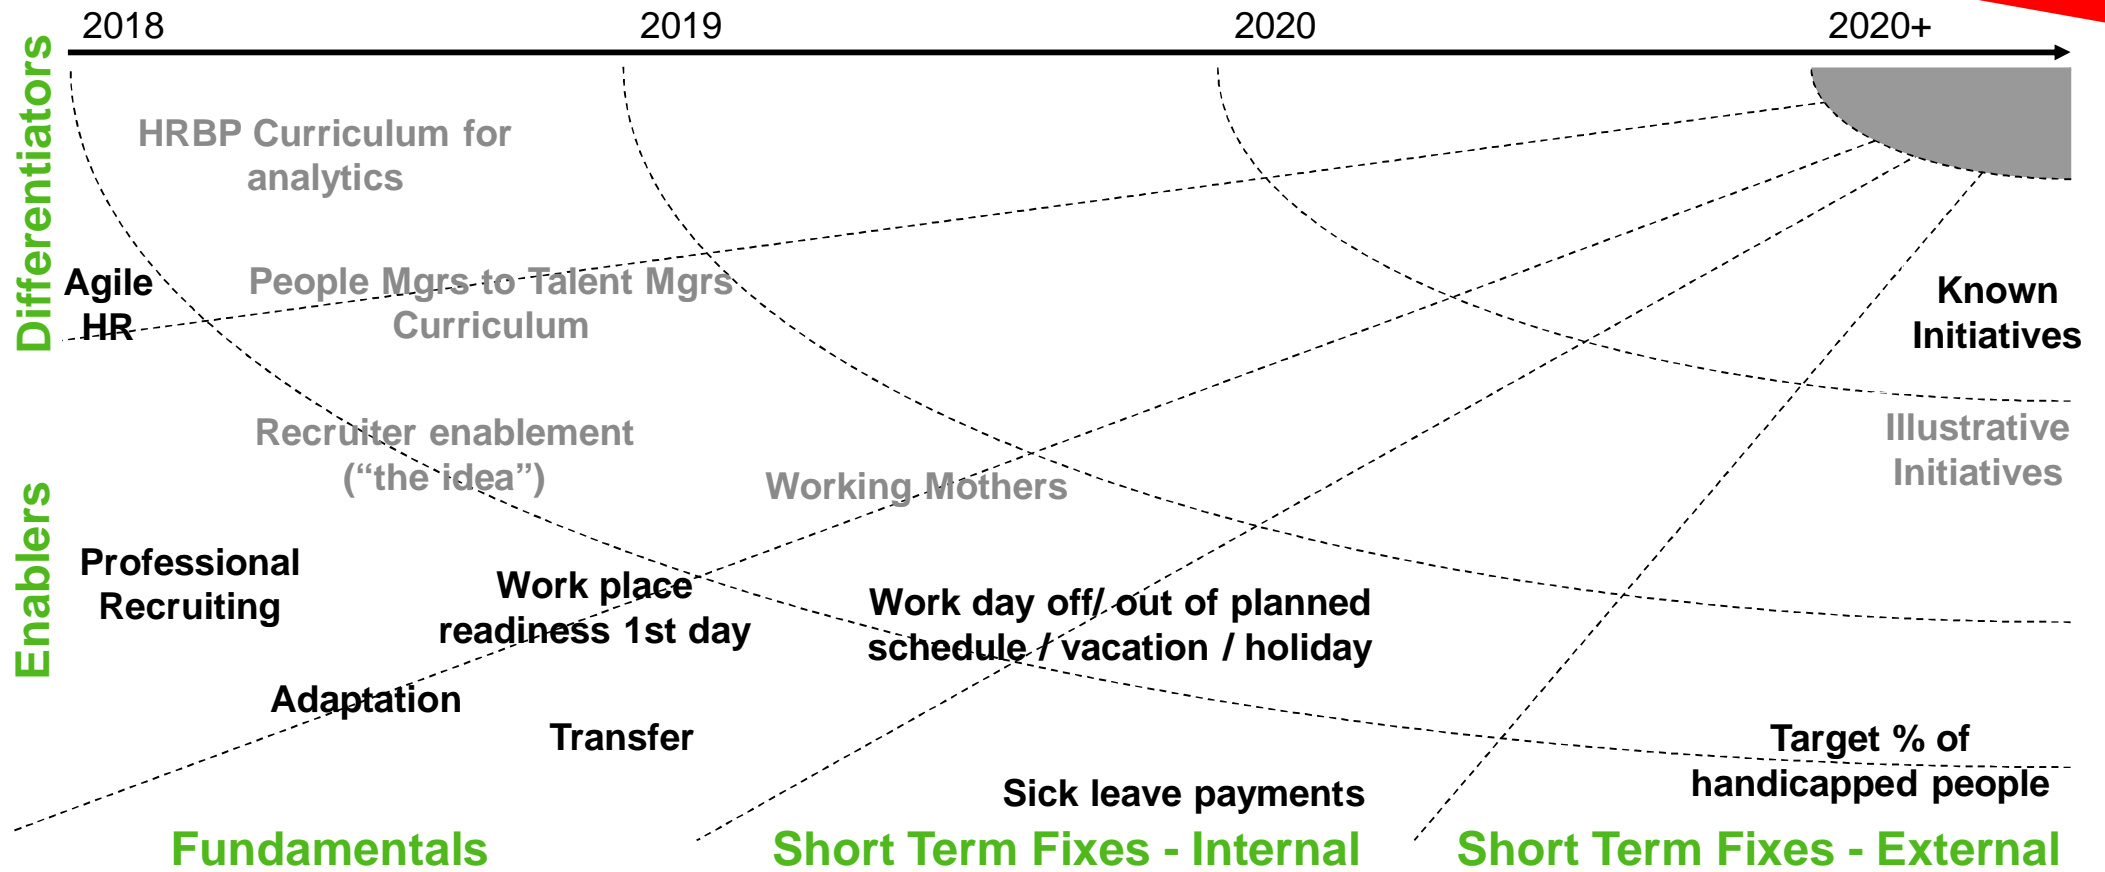 2018
2019
2020
2020+
Differentiators
HRBP Curriculum for
analytics
Agile
HR
People Mgrs to Talent Mgrs
Curriculum
Known
Initiatives
Illustrative
Initiatives
Recruiter enablement
(“the idea”)
Working Mothers
Enablers
Professional
Recruiting
Work place
readiness 1st day
Work day off/ out of planned
schedule / vacation / holiday
Adaptation
Transfer
Sick leave payments
Target % of
handicapped people
Fundamentals
Short Term Fixes - Internal
Short Term Fixes - External